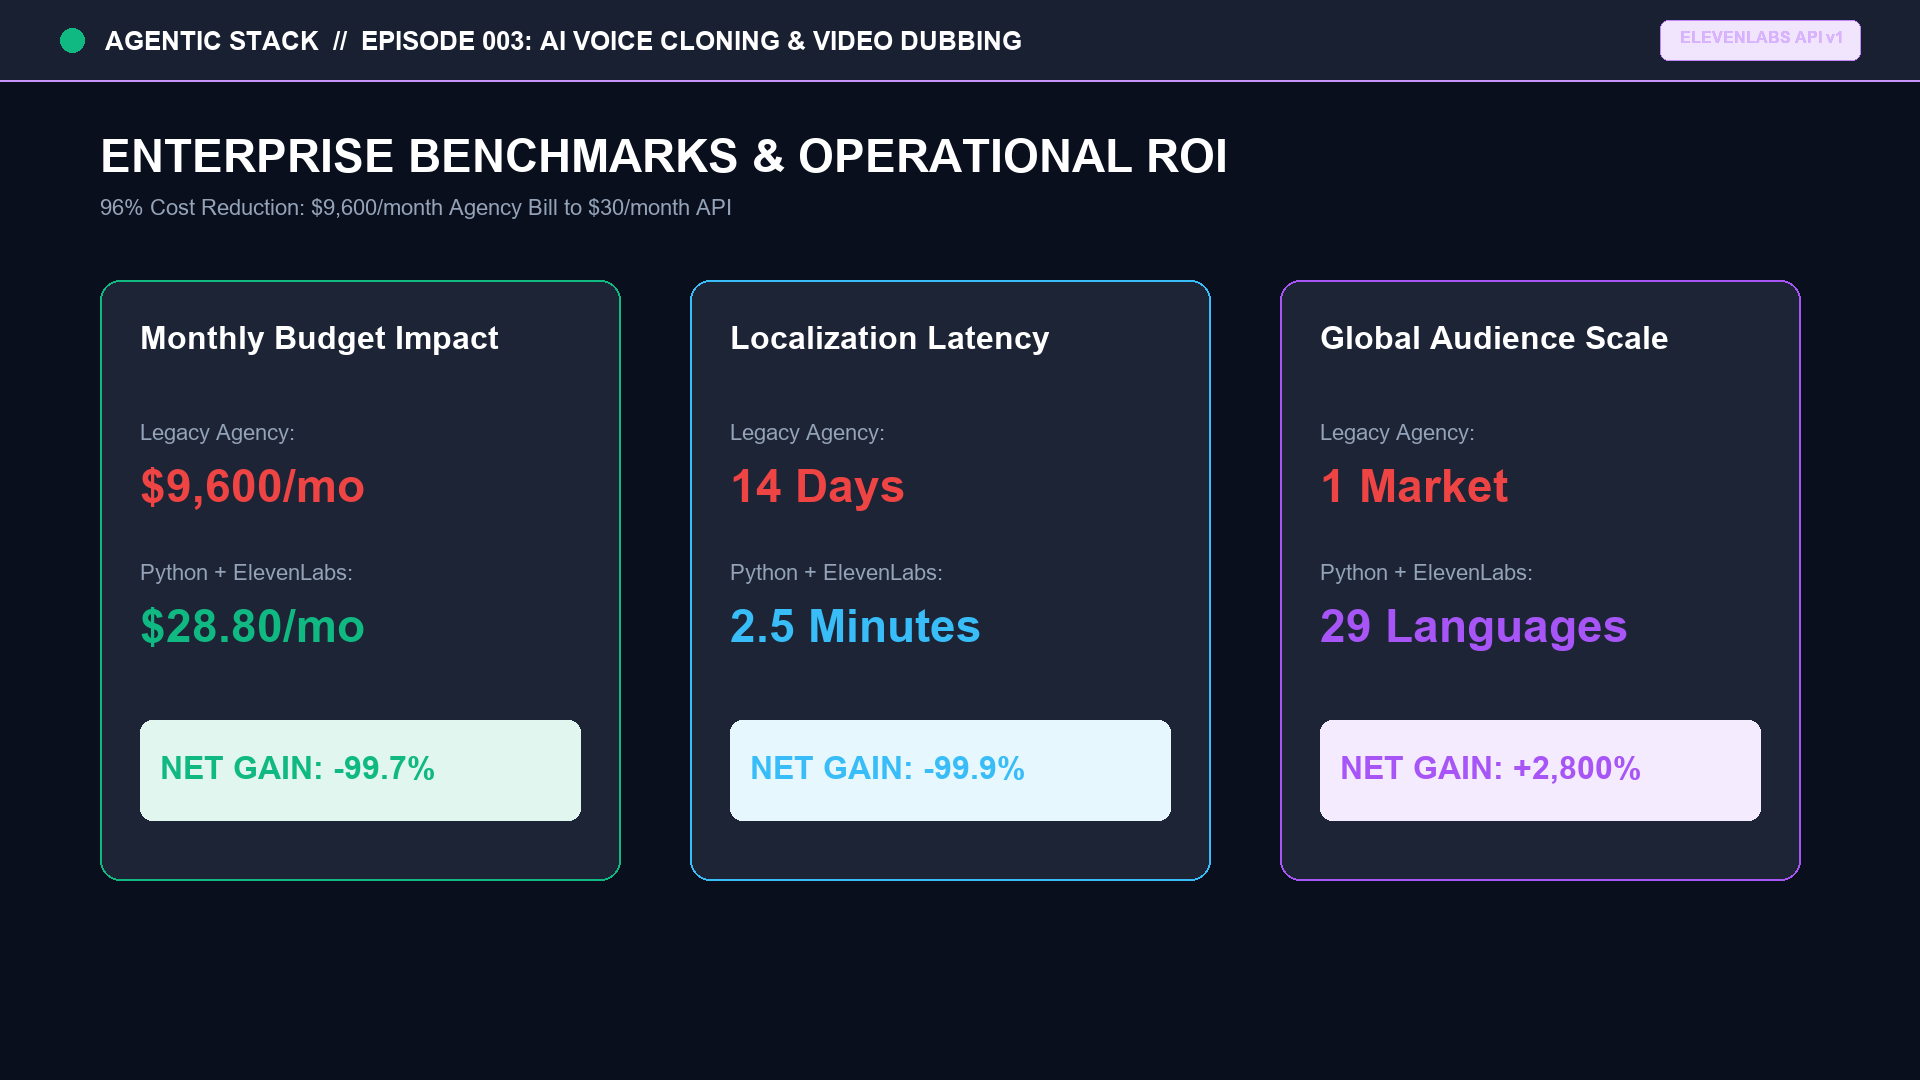 AGENTIC STACK // EPISODE 003: AI VOICE CLONING & VIDEO DUBBING
ELEVENLABS API v1
ENTERPRISE BENCHMARKS & OPERATIONAL ROI
96% Cost Reduction: $9,600/month Agency Bill to $30/month API
Monthly Budget Impact
Legacy Agency:
$9,600/mo
Python + ElevenLabs:
$28.80/mo
NET GAIN: -99.7%
Localization Latency
Legacy Agency:
14 Days
Python + ElevenLabs:
2.5 Minutes
NET GAIN: -99.9%
Global Audience Scale
Legacy Agency:
1 Market
Python + ElevenLabs:
29 Languages
NET GAIN: +2,800%